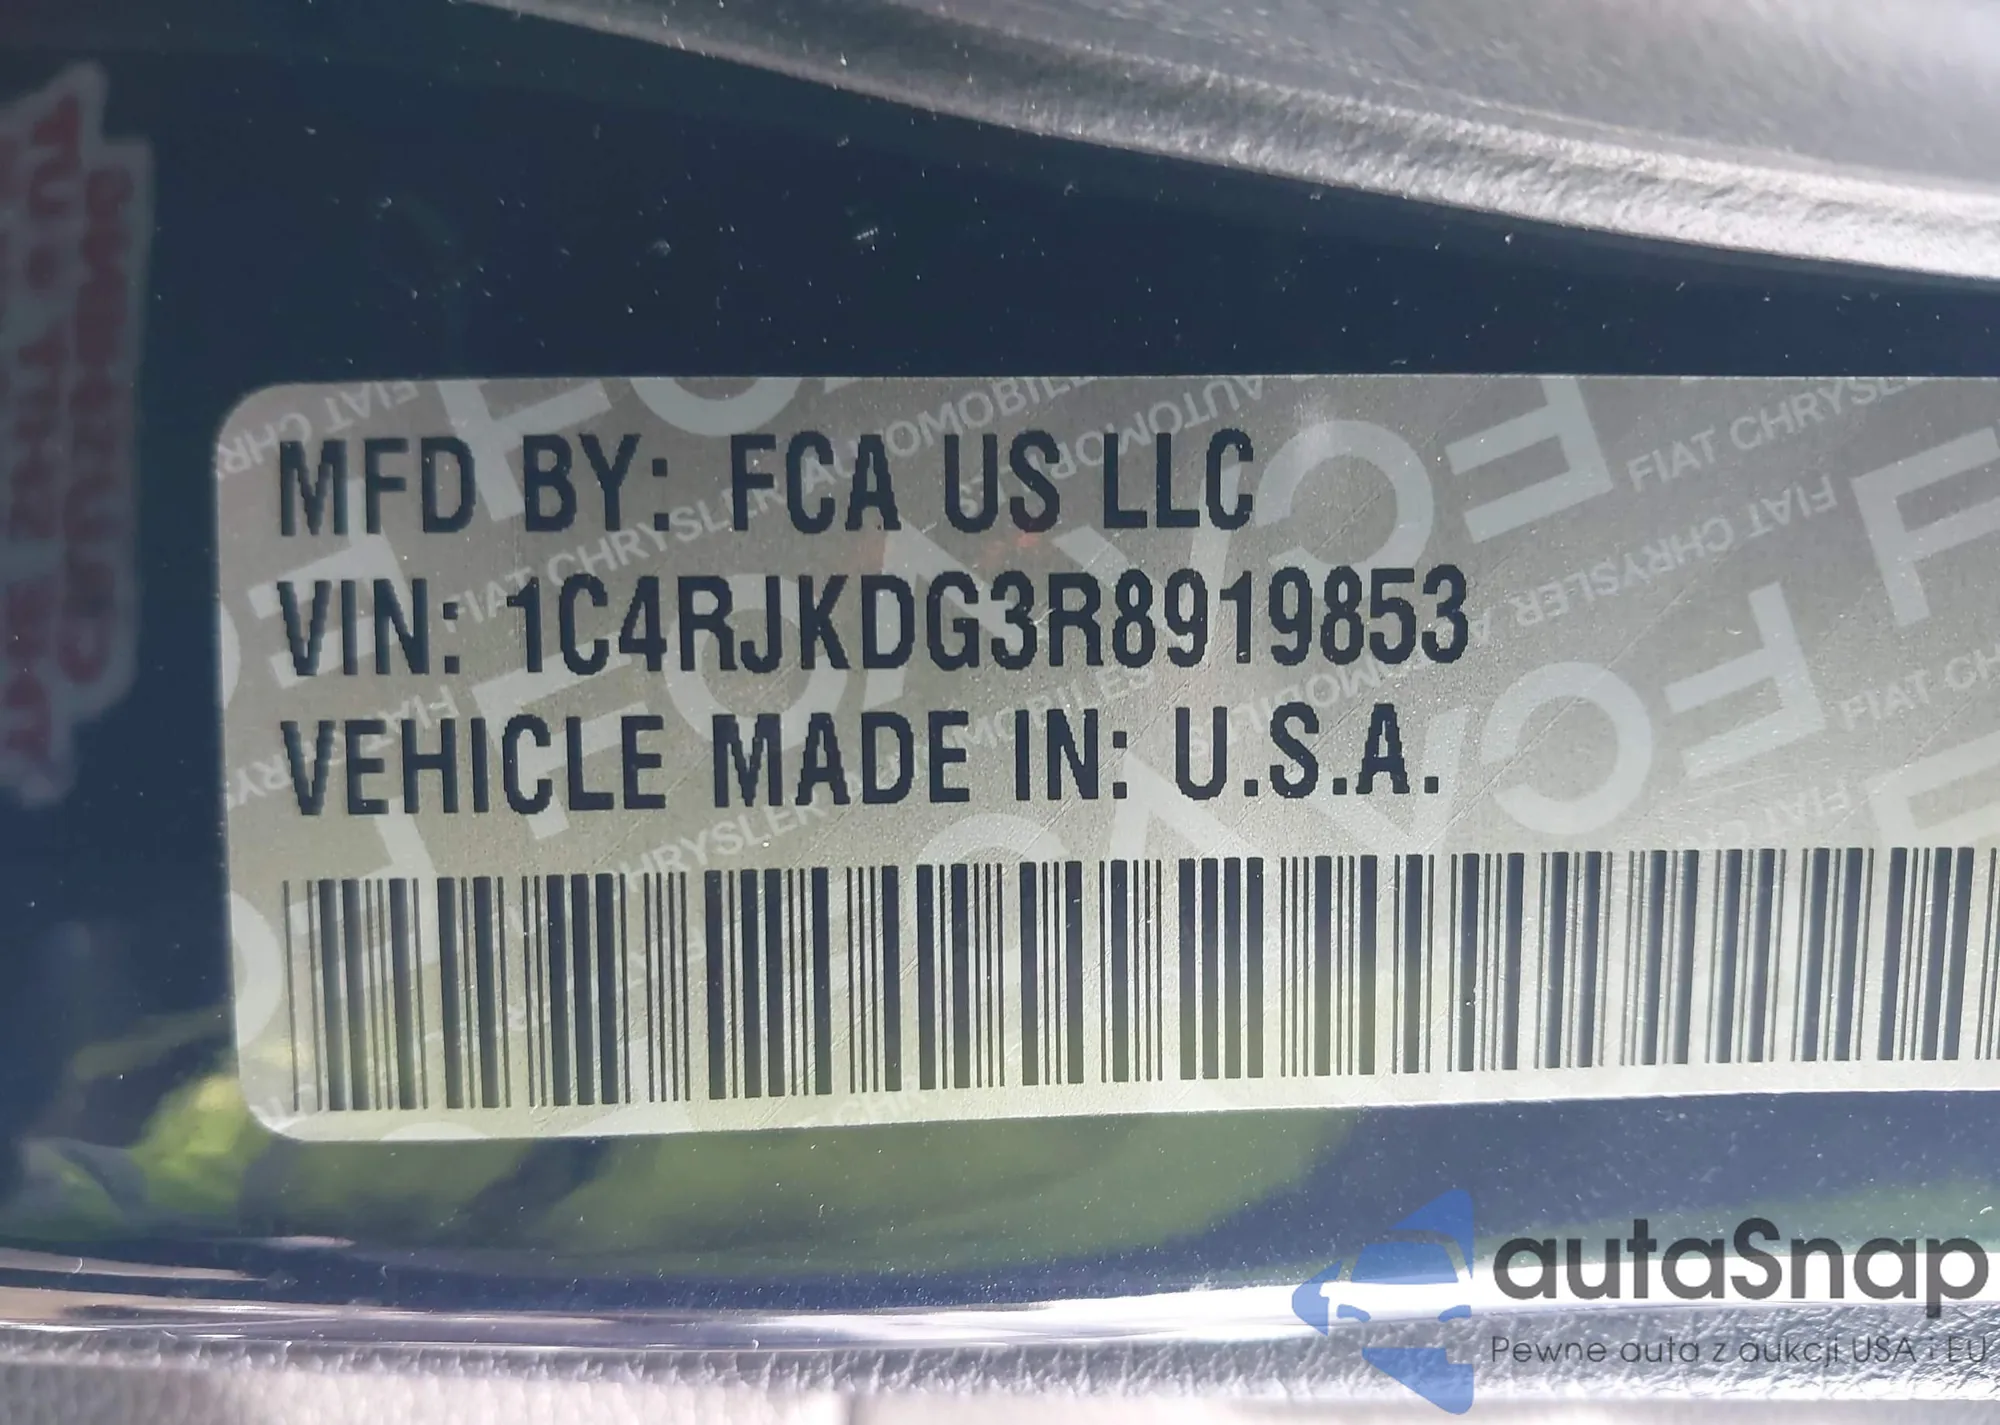 MFD BY: FCA US LLC
VIN: 1C4RJKDG3R8919853
VEHICLE MADE IN: U.S.A.
autaSnap
Pewne auta z aukcji USA i EU